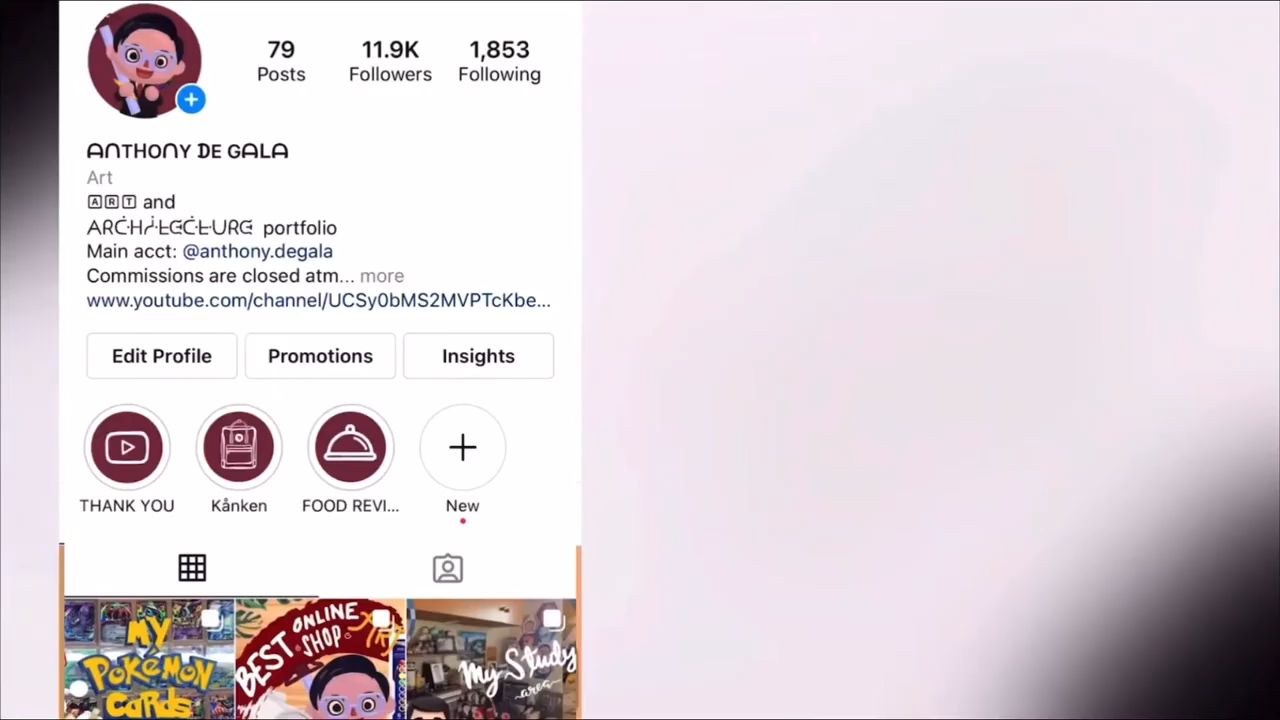 79 11.9K 1,853
Posts Followers Following
ANTHONY DE GALA
Art
ART and
ARCHITECTURE portfolio
Main acct: @anthony.degala
Commissions are closed atm... more
www.youtube.com/channel/UCSy0bMS2MVPTcKbe...
Edit Profile Promotions Insights
THANK YOU Kånken FOOD REVI... New
MY POKéMON CARDS
BEST ONLINE SHOP
My Study area